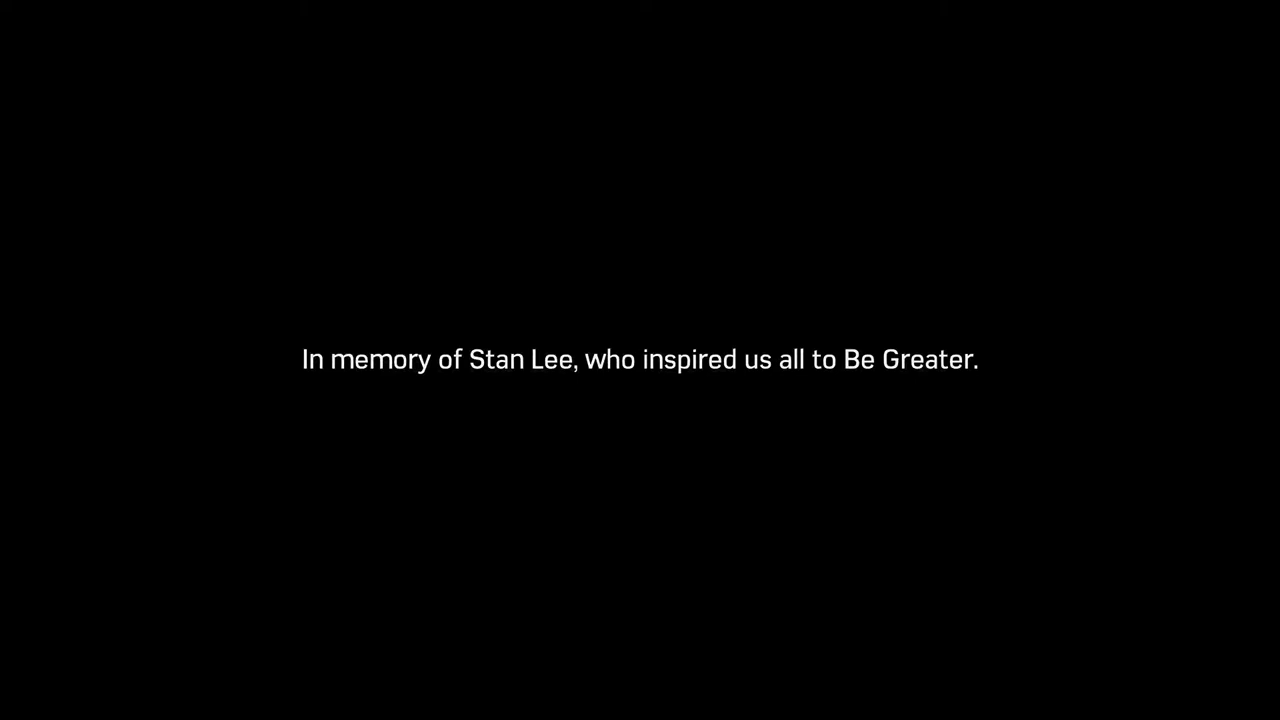 In memory of Stan Lee, who inspired us all to Be Greater.